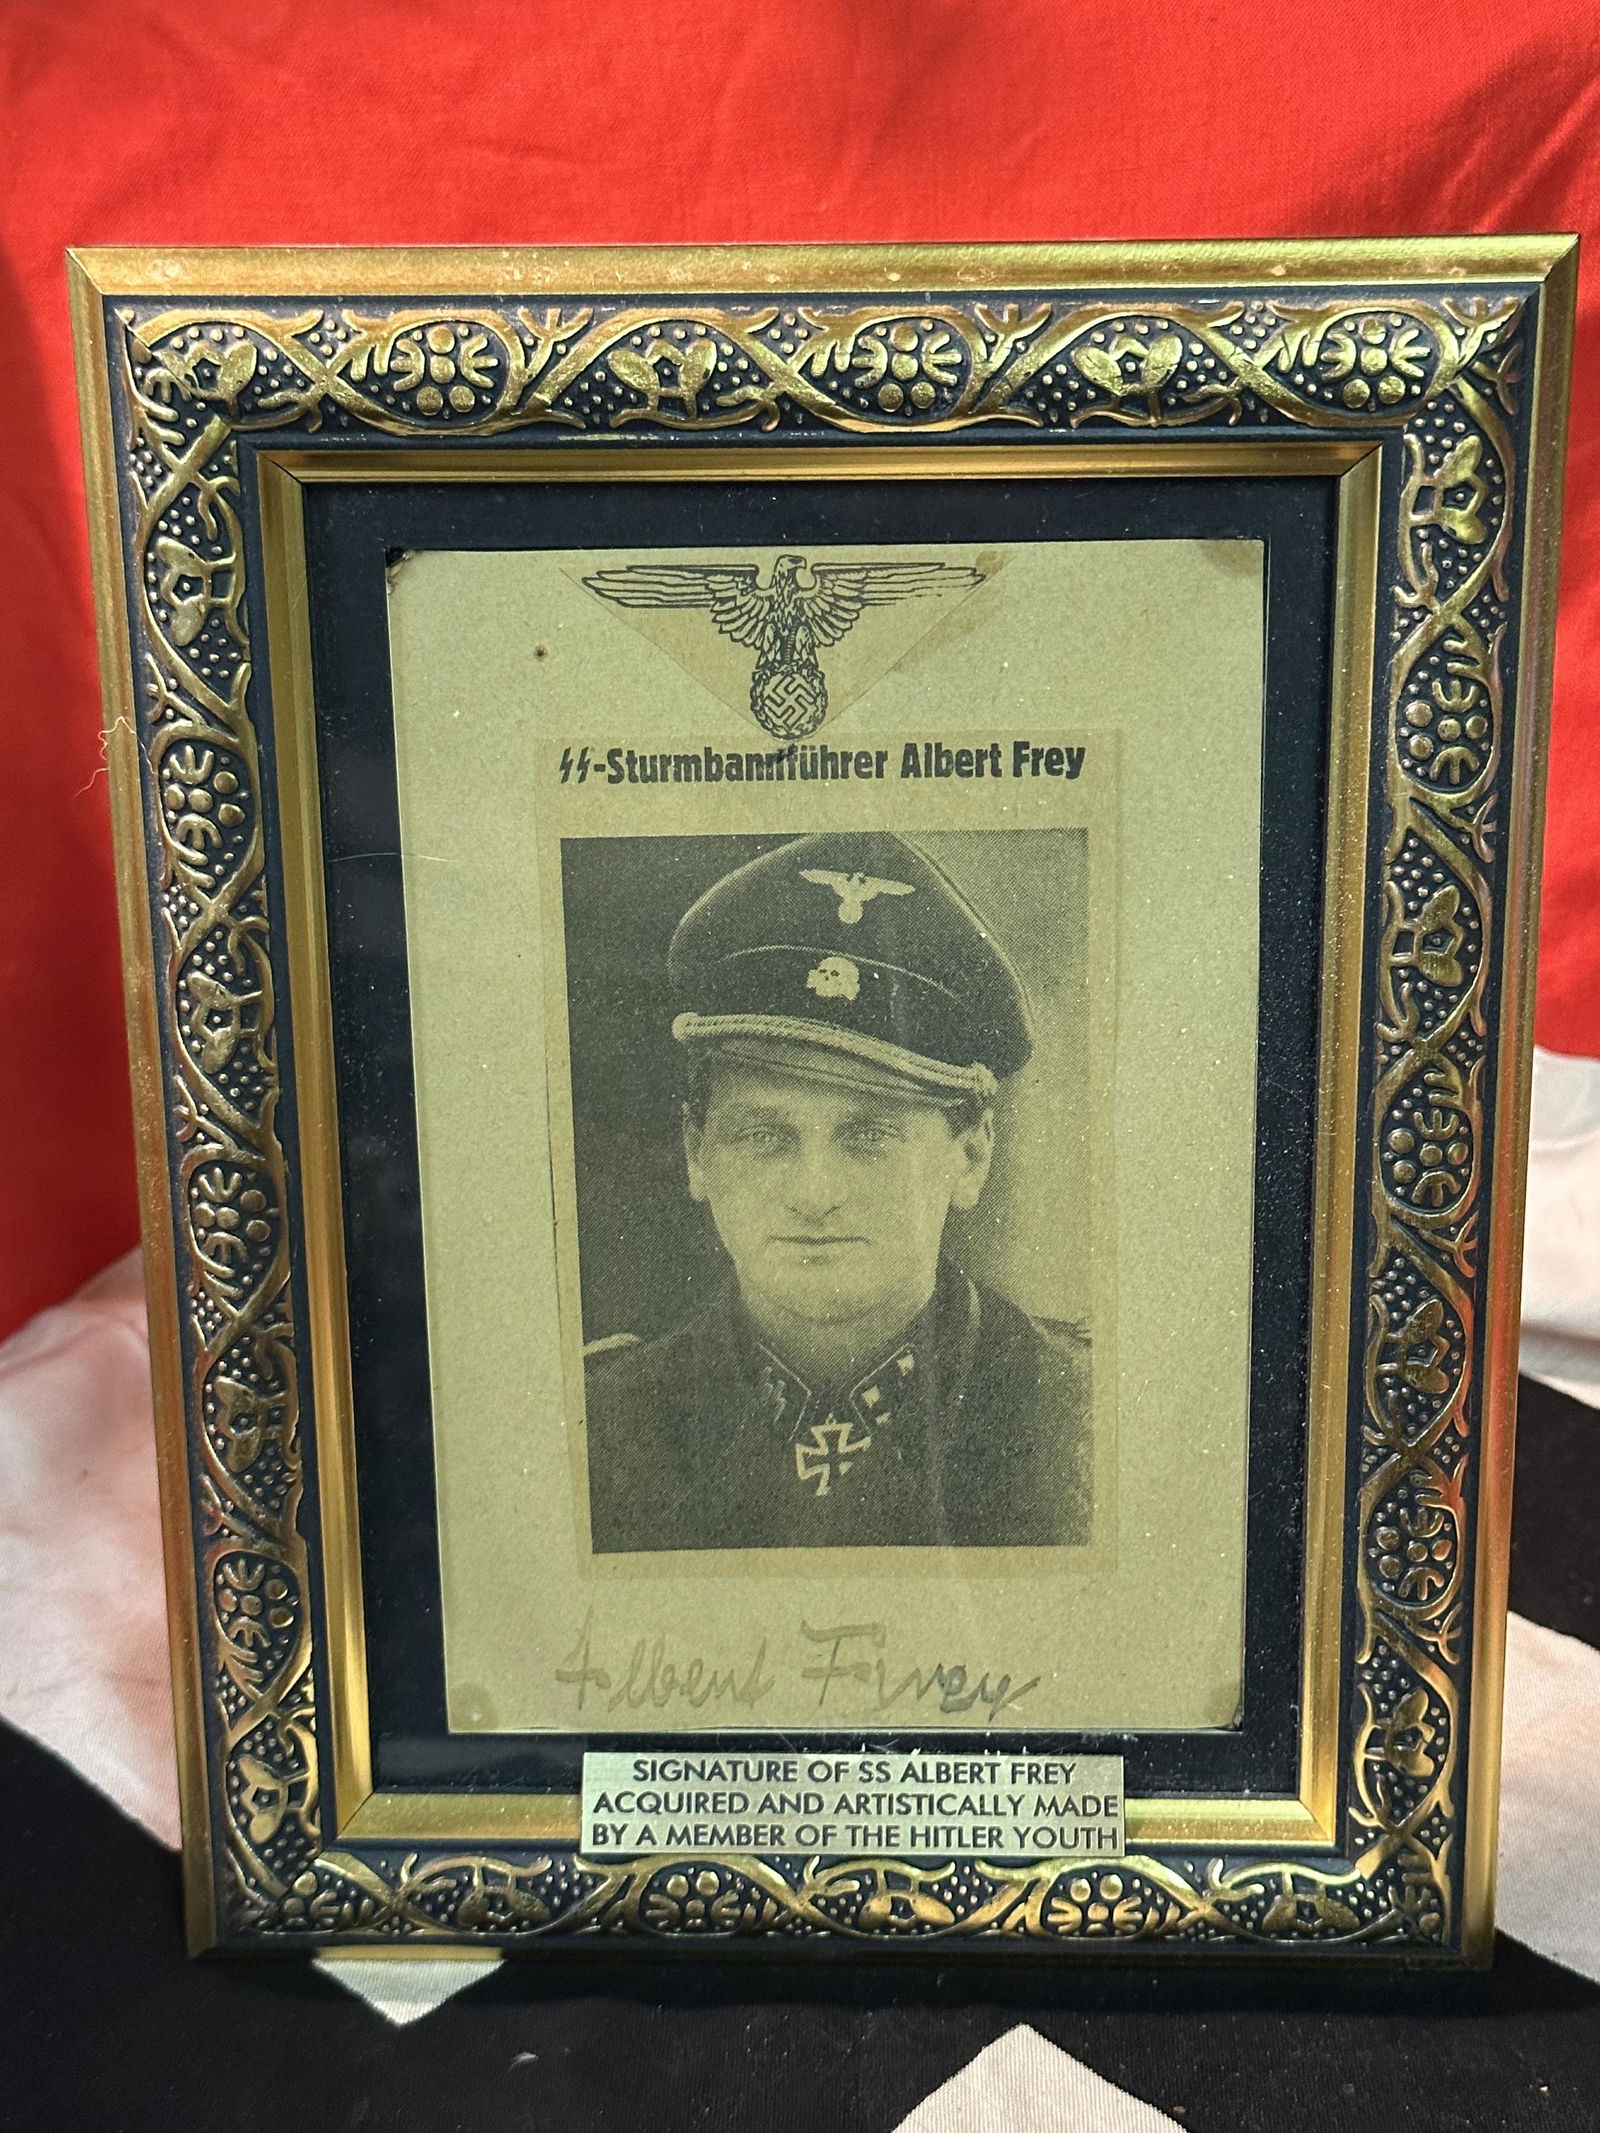 ᛋᛋ-Sturmbannführer Albert Frey
Albert Frey
SIGNATURE OF SS ALBERT FREY
ACQUIRED AND ARTISTICALLY MADE
BY A MEMBER OF THE HITLER YOUTH